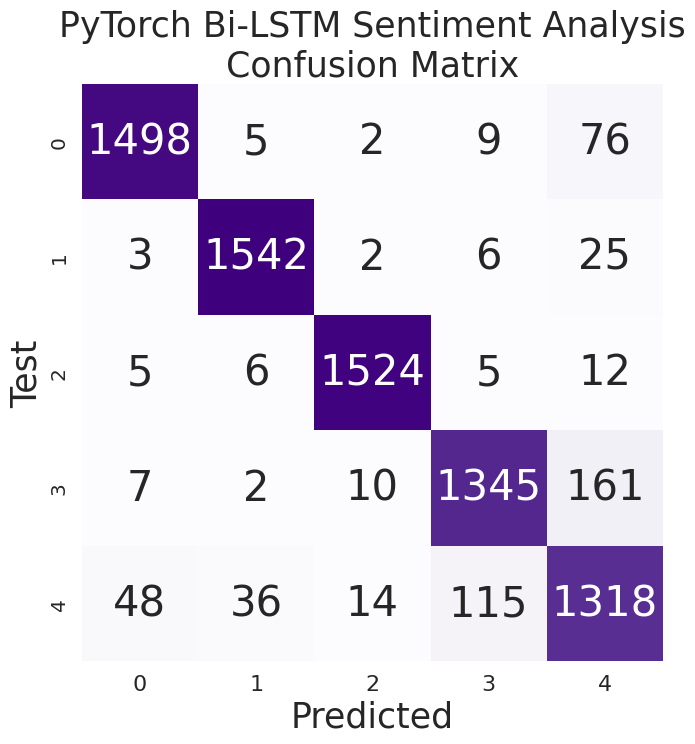 PyTorch Bi-LSTM Sentiment Analysis
Confusion Matrix
Test
0 1498 5 2 9 76
1 3 1542 2 6 25
2 5 6 1524 5 12
3 7 2 10 1345 161
4 48 36 14 115 1318
0 1 2 3 4
Predicted